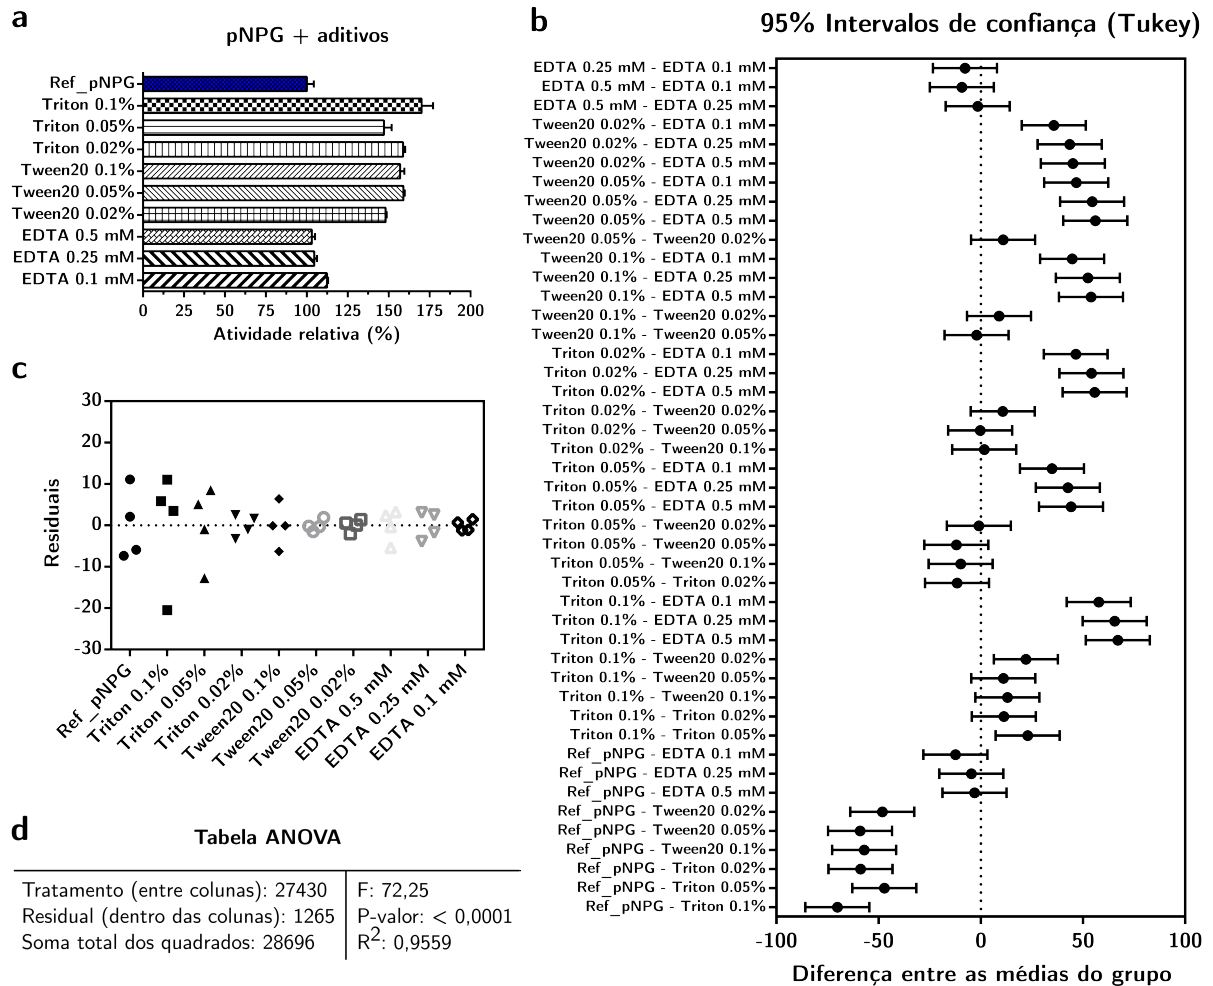 a
pNPG + aditivos
Ref_pNPG
Triton 0.1%
Triton 0.05%
Triton 0.02%
Tween20 0.1%
Tween20 0.05%
Tween20 0.02%
EDTA 0.5 mM
EDTA 0.25 mM
EDTA 0.1 mM
0 25 50 75 100 125 150 175 200
Atividade relativa (%)
b
95% Intervalos de confiança (Tukey)
EDTA 0.25 mM - EDTA 0.1 mM
EDTA 0.5 mM - EDTA 0.1 mM
EDTA 0.5 mM - EDTA 0.25 mM
Tween20 0.02% - EDTA 0.1 mM
Tween20 0.02% - EDTA 0.25 mM
Tween20 0.02% - EDTA 0.5 mM
Tween20 0.05% - EDTA 0.1 mM
Tween20 0.05% - EDTA 0.25 mM
Tween20 0.05% - EDTA 0.5 mM
Tween20 0.05% - Tween20 0.02%
Tween20 0.1% - EDTA 0.1 mM
Tween20 0.1% - EDTA 0.25 mM
Tween20 0.1% - EDTA 0.5 mM
Tween20 0.1% - Tween20 0.02%
Tween20 0.1% - Tween20 0.05%
Triton 0.02% - EDTA 0.1 mM
Triton 0.02% - EDTA 0.25 mM
Triton 0.02% - EDTA 0.5 mM
Triton 0.02% - Tween20 0.02%
Triton 0.02% - Tween20 0.05%
Triton 0.02% - Tween20 0.1%
Triton 0.05% - EDTA 0.1 mM
Triton 0.05% - EDTA 0.25 mM
Triton 0.05% - EDTA 0.5 mM
Triton 0.05% - Tween20 0.02%
Triton 0.05% - Tween20 0.05%
Triton 0.05% - Tween20 0.1%
Triton 0.05% - Triton 0.02%
Triton 0.1% - EDTA 0.1 mM
Triton 0.1% - EDTA 0.25 mM
Triton 0.1% - EDTA 0.5 mM
Triton 0.1% - Tween20 0.02%
Triton 0.1% - Tween20 0.05%
Triton 0.1% - Tween20 0.1%
Triton 0.1% - Triton 0.02%
Triton 0.1% - Triton 0.05%
Ref_pNPG - EDTA 0.1 mM
Ref_pNPG - EDTA 0.25 mM
Ref_pNPG - EDTA 0.5 mM
Ref_pNPG - Tween20 0.02%
Ref_pNPG - Tween20 0.05%
Ref_pNPG - Tween20 0.1%
Ref_pNPG - Triton 0.02%
Ref_pNPG - Triton 0.05%
Ref_pNPG - Triton 0.1%
-100 -50 0 50 100
Diferença entre as médias do grupo
c
Residuais
30
20
10
0
-10
-20
-30
Ref_pNPG
Triton 0.1%
Triton 0.05%
Triton 0.02%
Tween20 0.1%
Tween20 0.05%
Tween20 0.02%
EDTA 0.5 mM
EDTA 0.25 mM
EDTA 0.1 mM
d
Tabela ANOVA
Tratamento (entre colunas): 27430 F: 72,25
Residual (dentro das colunas): 1265 P-valor: < 0,0001
Soma total dos quadrados: 28696 R²: 0,9559